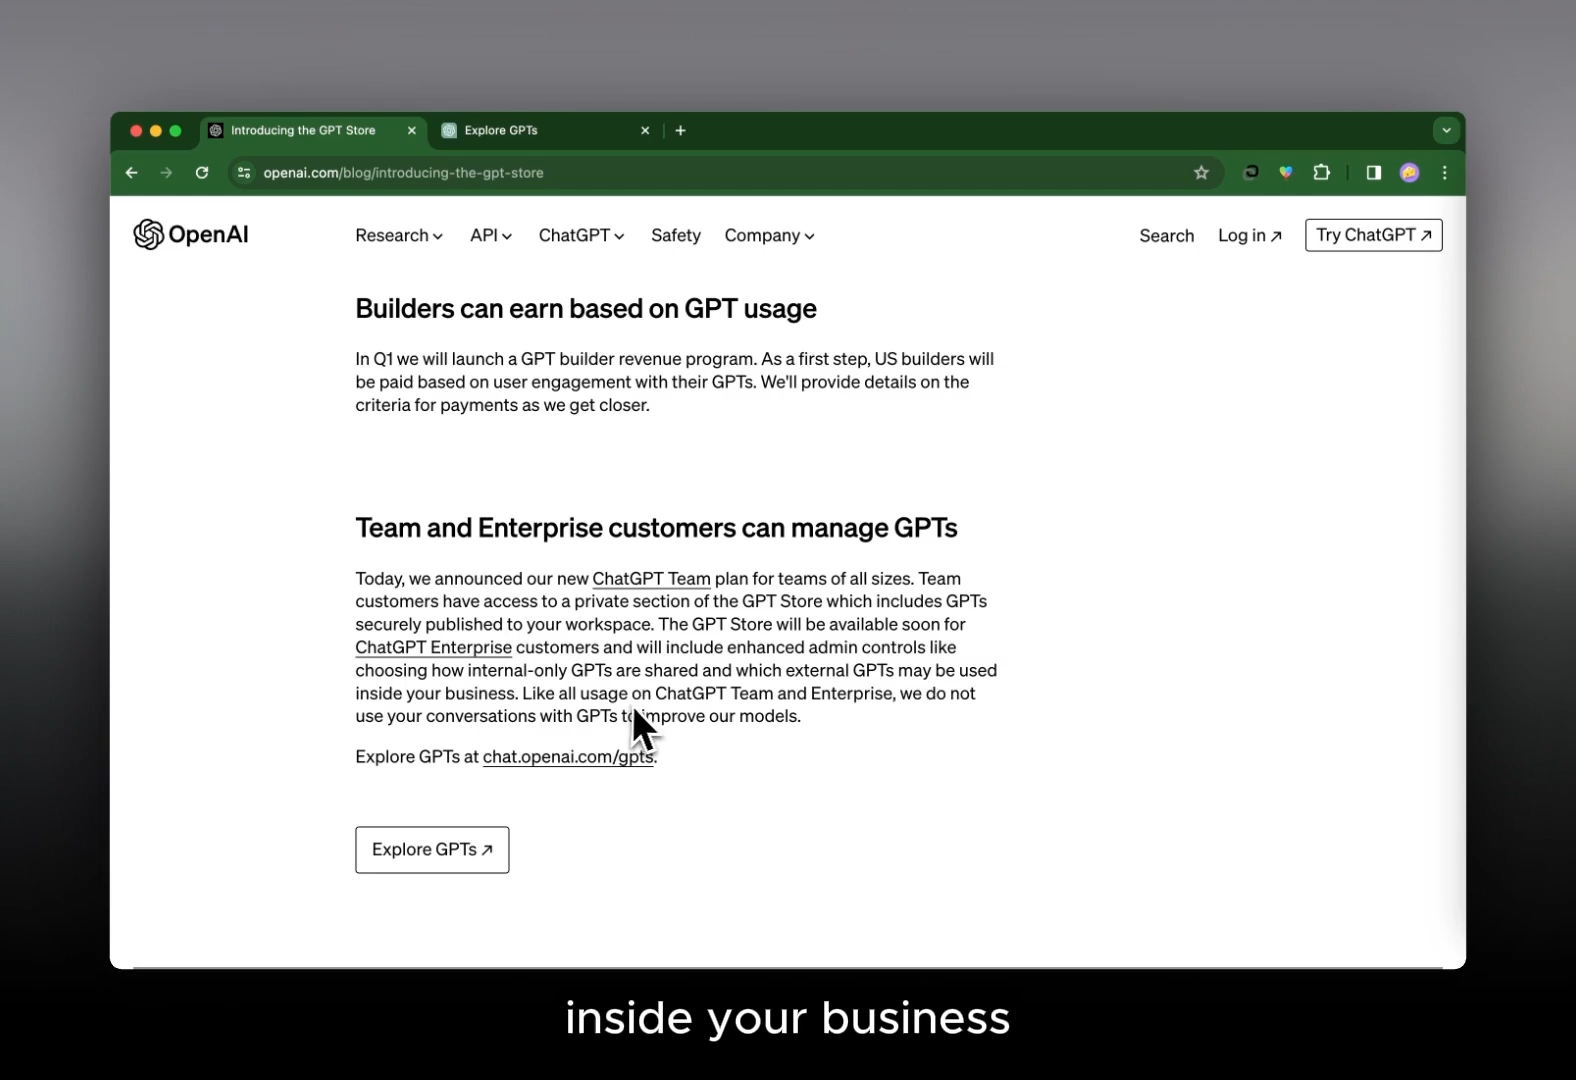 Introducing the GPT Store
Explore GPTs
openai.com/blog/introducing-the-gpt-store
OpenAI
Research
API
ChatGPT
Safety
Company
Search
Log in ↗
Try ChatGPT ↗
Builders can earn based on GPT usage
In Q1 we will launch a GPT builder revenue program. As a first step, US builders will
be paid based on user engagement with their GPTs. We'll provide details on the
criteria for payments as we get closer.
Team and Enterprise customers can manage GPTs
Today, we announced our new ChatGPT Team plan for teams of all sizes. Team
customers have access to a private section of the GPT Store which includes GPTs
securely published to your workspace. The GPT Store will be available soon for
ChatGPT Enterprise customers and will include enhanced admin controls like
choosing how internal-only GPTs are shared and which external GPTs may be used
inside your business. Like all usage on ChatGPT Team and Enterprise, we do not
use your conversations with GPTs to improve our models.
Explore GPTs at chat.openai.com/gpts.
Explore GPTs ↗
inside your business